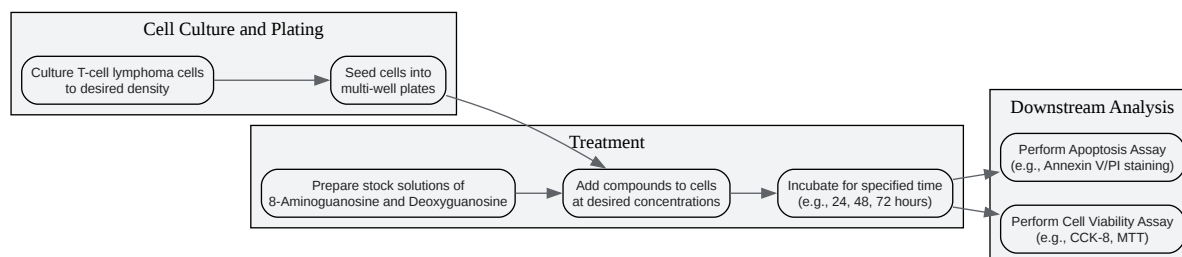 Cell Culture and Plating
Culture T-cell lymphoma cells
to desired density
Seed cells into
multi-well plates
Treatment
Prepare stock solutions of
8-Aminoguanosine and Deoxyguanosine
Add compounds to cells
at desired concentrations
Incubate for specified time
(e.g., 24, 48, 72 hours)
Downstream Analysis
Perform Apoptosis Assay
(e.g., Annexin V/PI staining)
Perform Cell Viability Assay
(e.g., CCK-8, MTT)